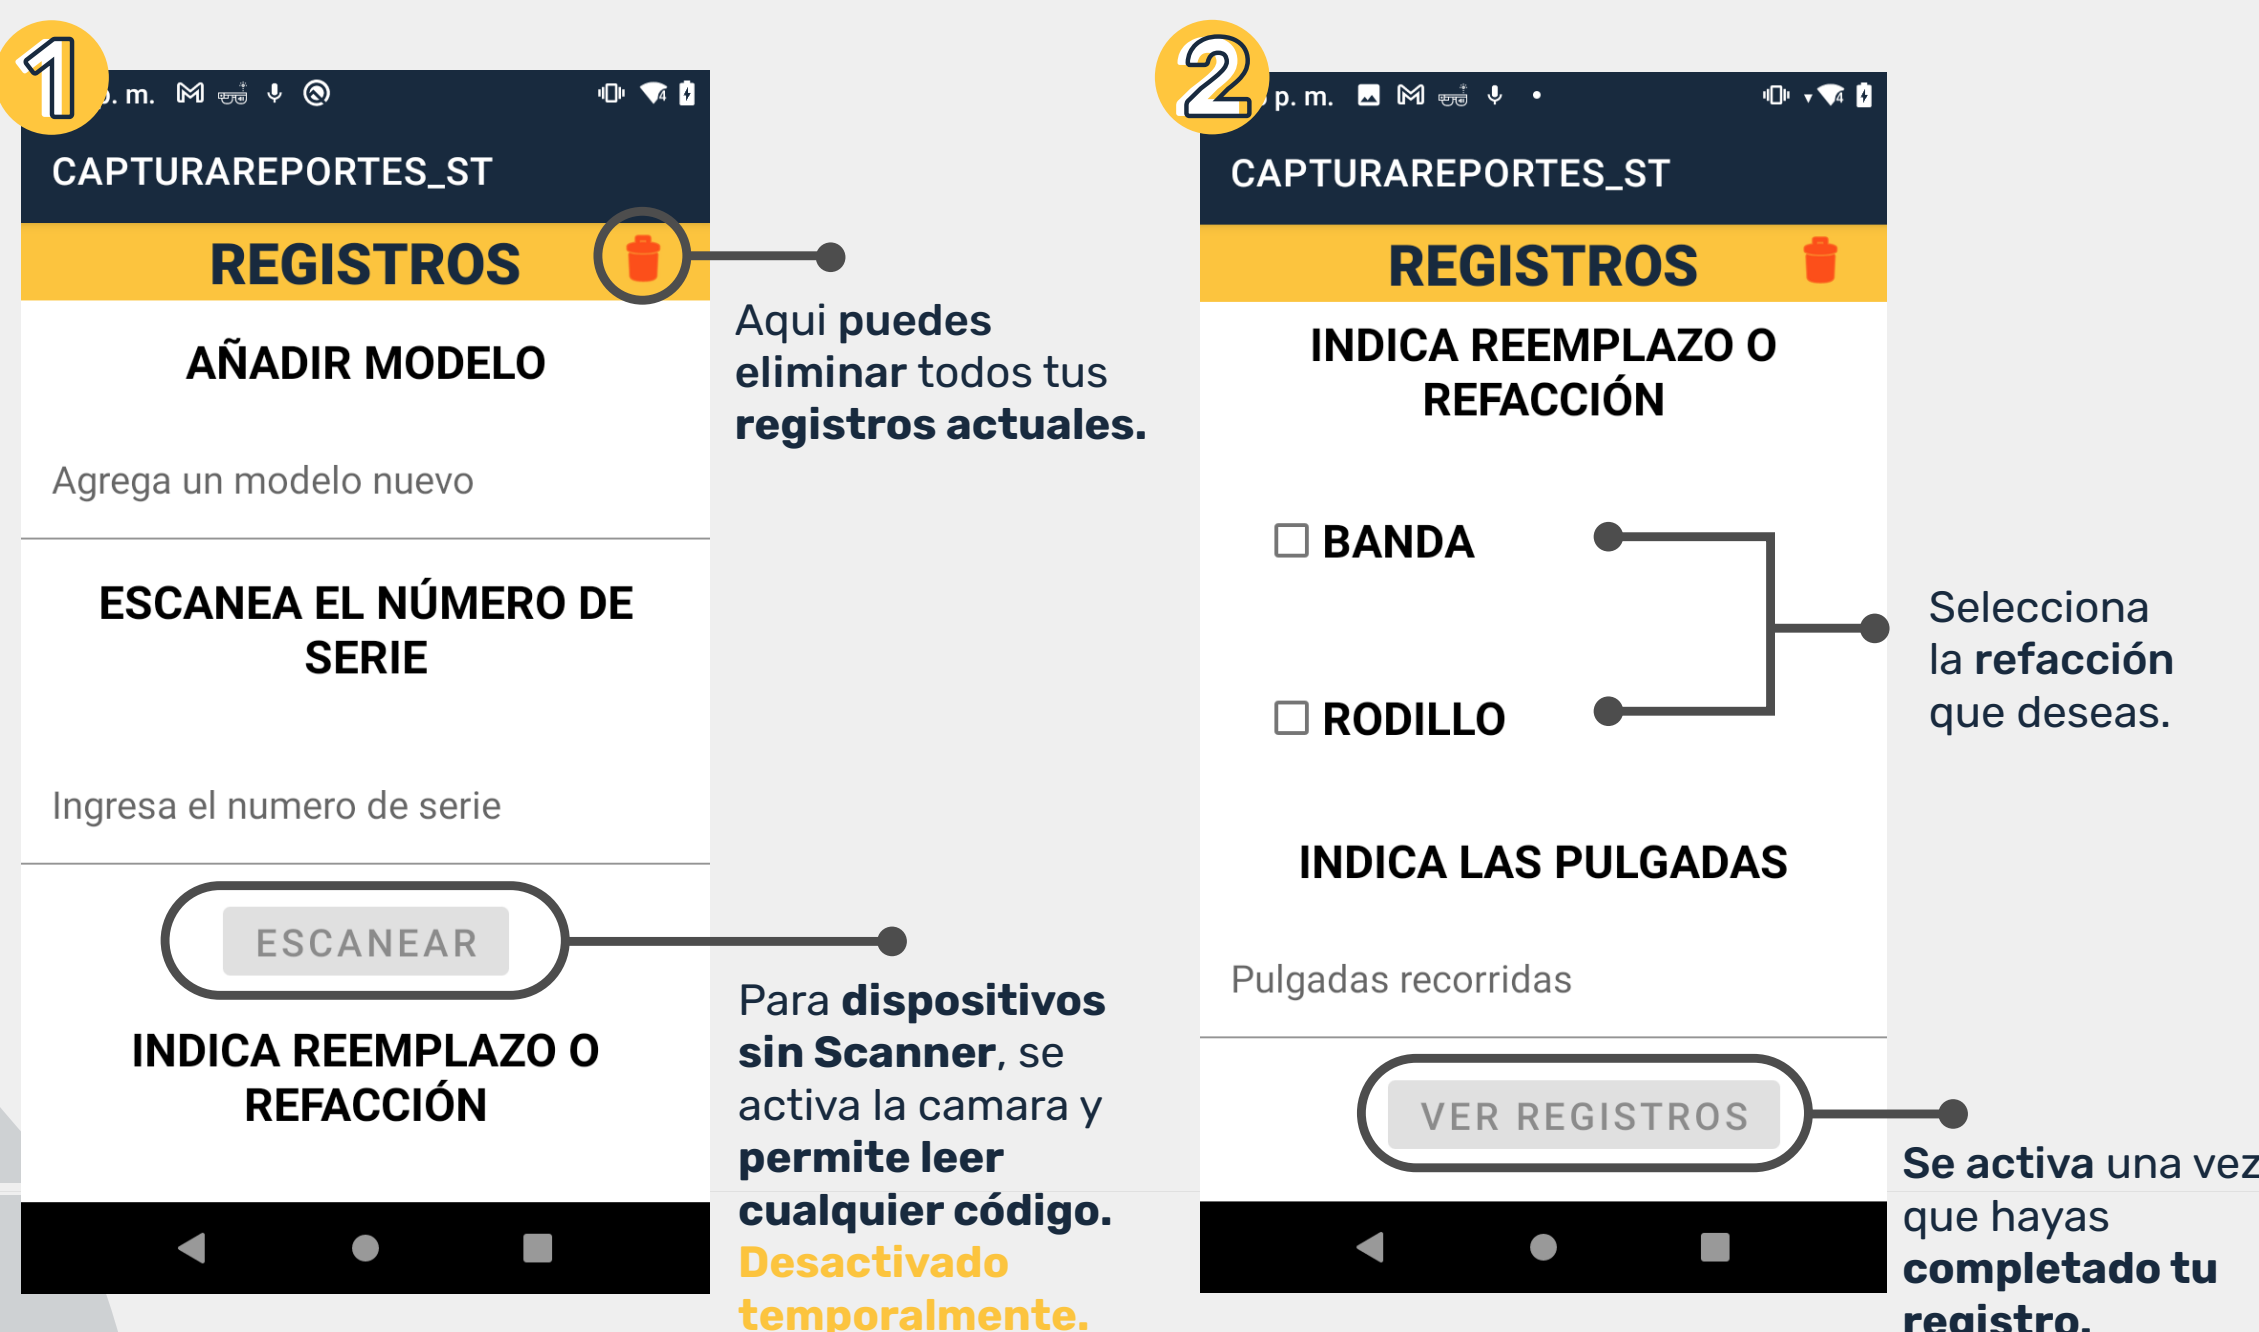 1
. m.
CAPTURAREPORTES_ST
REGISTROS
AÑADIR MODELO
Agrega un modelo nuevo
ESCANEA EL NÚMERO DE
SERIE
Ingresa el numero de serie
ESCANEAR
INDICA REEMPLAZO O
REFACCIÓN
Aqui puedes
eliminar todos tus
registros actuales.
Para dispositivos
sin Scanner, se
activa la camara y
permite leer
cualquier código.
Desactivado
temporalmente.
2
p. m.
CAPTURAREPORTES_ST
REGISTROS
INDICA REEMPLAZO O
REFACCIÓN
BANDA
RODILLO
INDICA LAS PULGADAS
Pulgadas recorridas
VER REGISTROS
Selecciona
la refacción
que deseas.
Se activa una vez
que hayas
completado tu
registro.